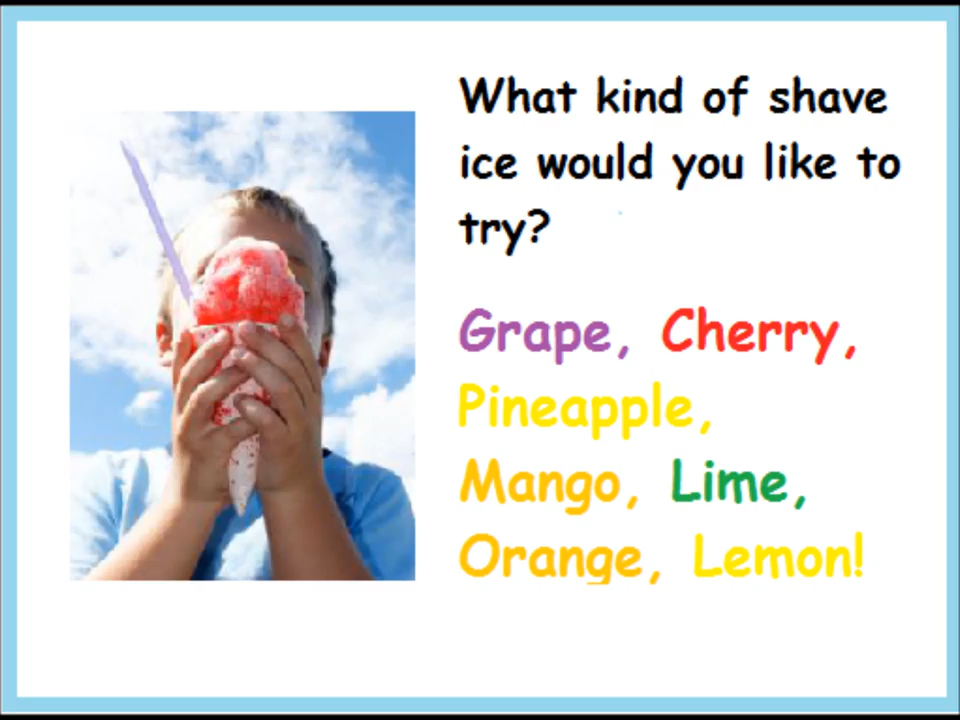 What kind of shave
ice would you like to
try?
Grape, Cherry,
Pineapple,
Mango, Lime,
Orange, Lemon!